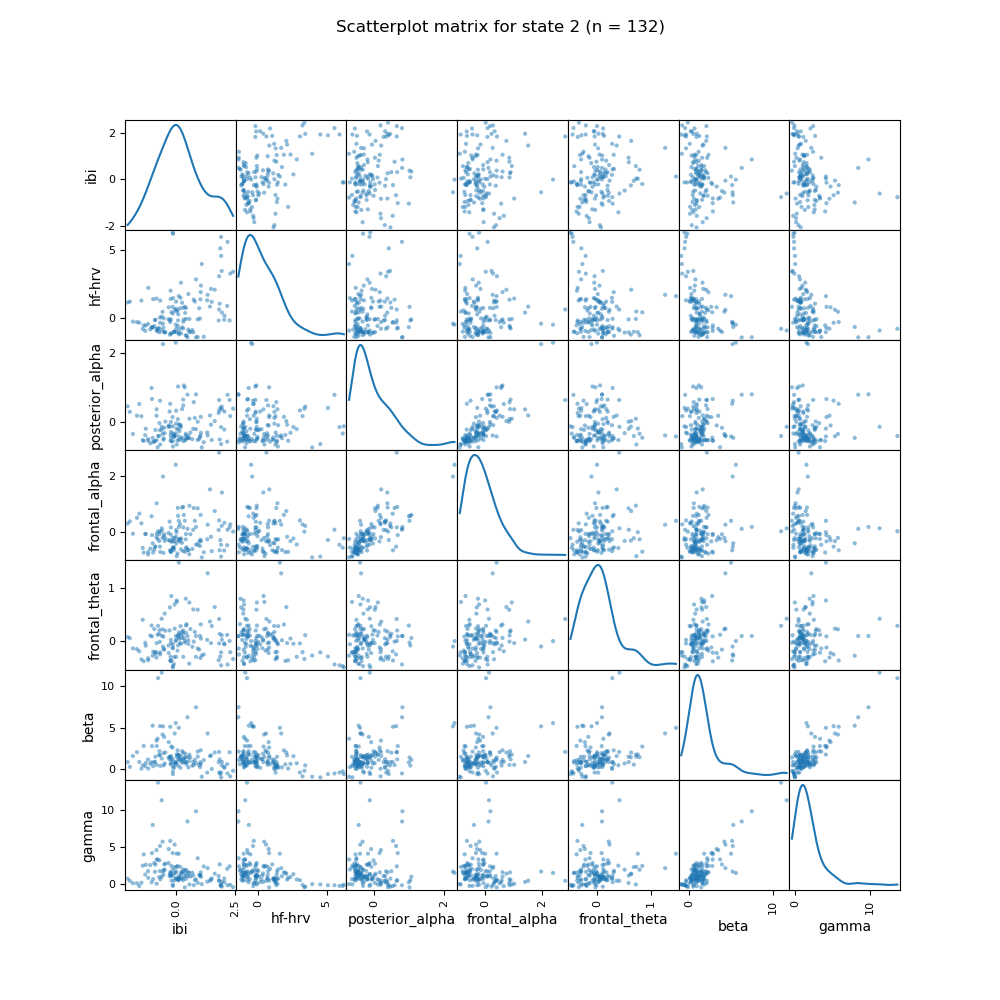 Scatterplot matrix for state 2 (n = 132)
ibi
2
0
-2
hf-hrv
5
0
posterior_alpha
2
0
frontal_alpha
2
0
frontal_theta
1
0
beta
10
5
0
gamma
10
5
0
0.0 2.5 0 5 0 2 0 2 0 1 0 10 0 10
ibi hf-hrv posterior_alpha frontal_alpha frontal_theta beta gamma